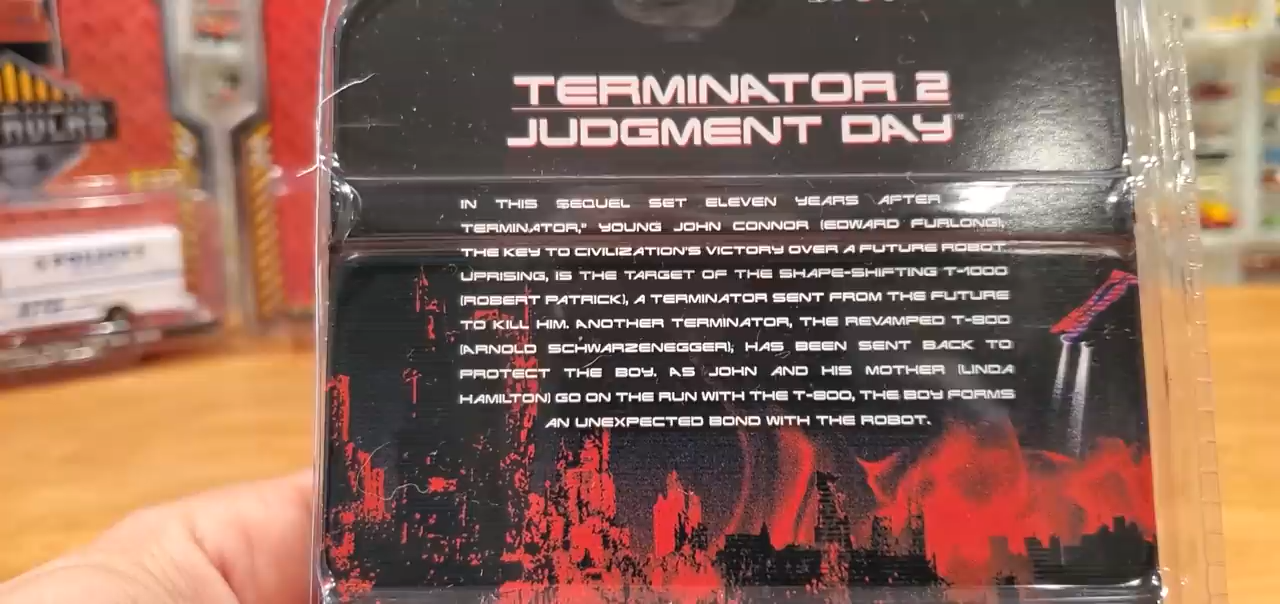 TERMINATOR 2
JUDGMENT DAY™
IN THIS SEQUEL SET ELEVEN YEARS AFTER
TERMINATOR," YOUNG JOHN CONNOR (EDWARD FURLONG),
THE KEY TO CIVILIZATION'S VICTORY OVER A FUTURE ROBOT
UPRISING, IS THE TARGET OF THE SHAPE-SHIFTING T-1000
(ROBERT PATRICK), A TERMINATOR SENT FROM THE FUTURE
TO KILL HIM. ANOTHER TERMINATOR, THE REVAMPED T-800
(ARNOLD SCHWARZENEGGER), HAS BEEN SENT BACK TO
PROTECT THE BOY. AS JOHN AND HIS MOTHER (LINDA
HAMILTON) GO ON THE RUN WITH THE T-800, THE BOY FORMS
AN UNEXPECTED BOND WITH THE ROBOT.